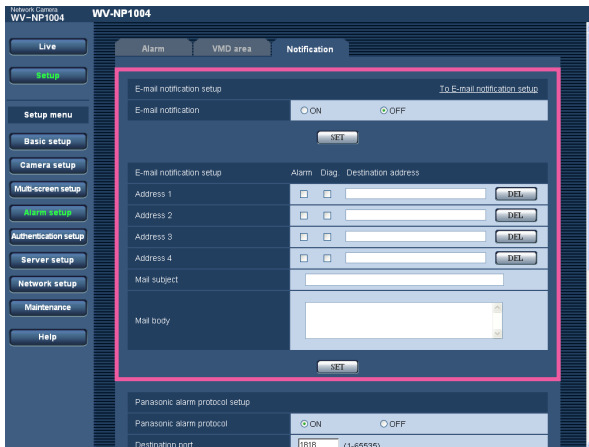 Network Camera
WV-NP1004
WV-NP1004
Live
Setup
Setup menu
Basic setup
Camera setup
Multi-screen setup
Alarm setup
Authentication setup
Server setup
Network setup
Maintenance
Help
Alarm VMD area Notification
E-mail notification setup To E-mail notification setup
E-mail notification ON OFF
SET
E-mail notification setup Alarm Diag. Destination address
Address 1 DEL
Address 2 DEL
Address 3 DEL
Address 4 DEL
Mail subject
Mail body
SET
Panasonic alarm protocol setup
Panasonic alarm protocol ON OFF
Destination port 1818 (1-65535)